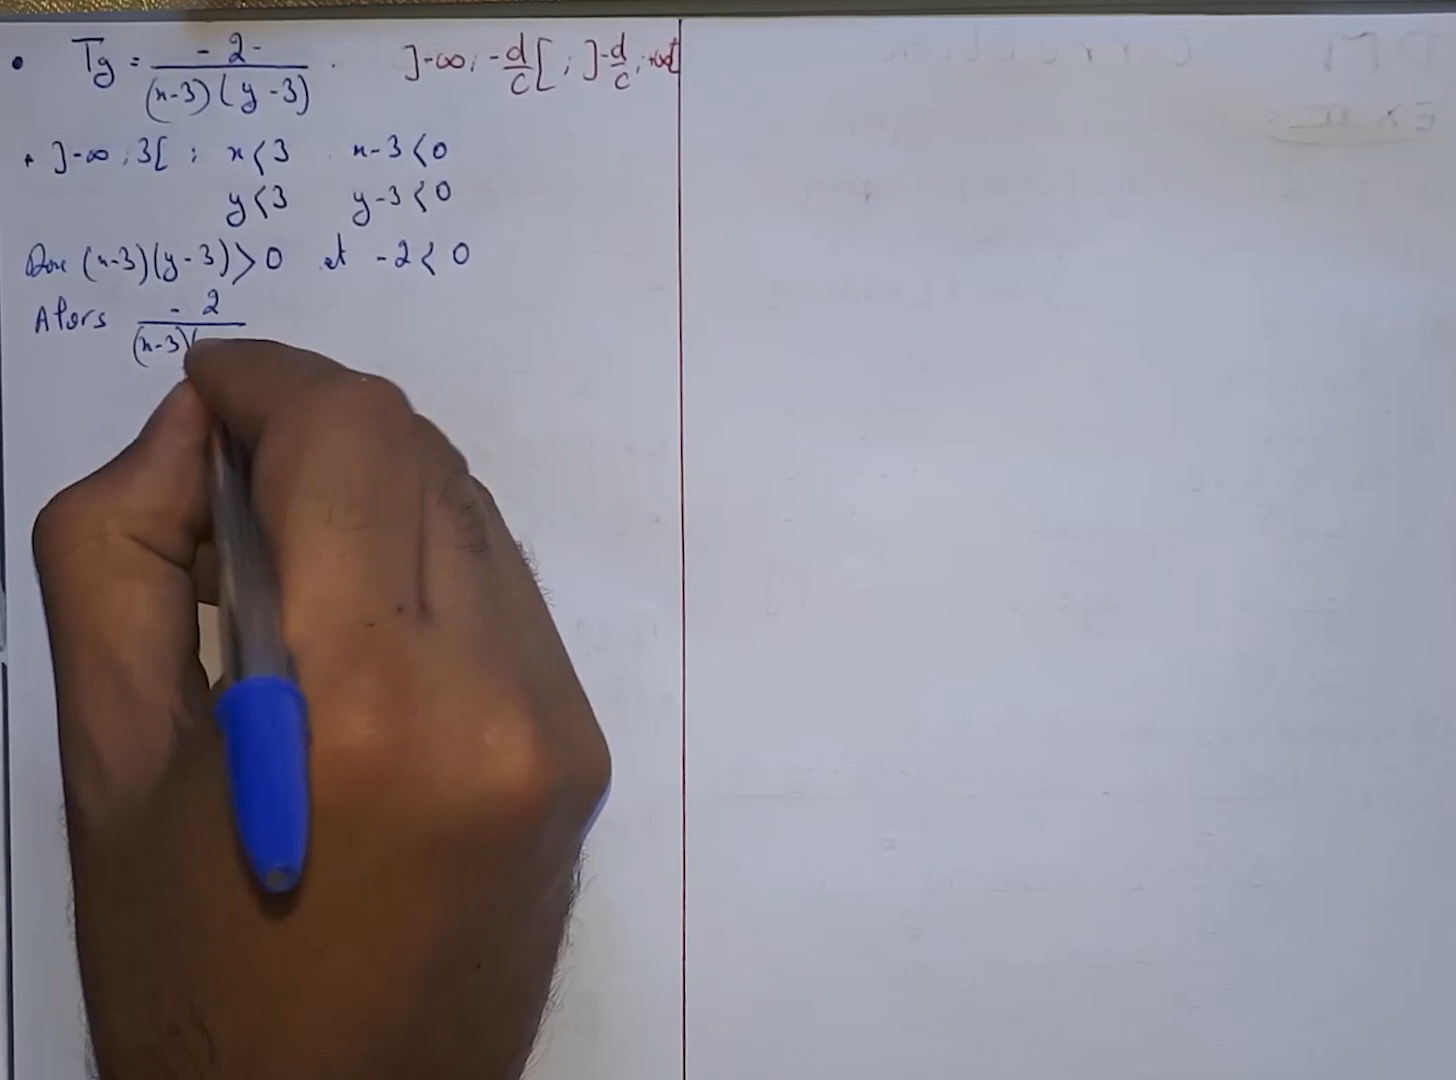 • Tg = -2 / (x-3)(y-3) . ]-∞; -d/c[ ; ]-d/c; +∞[
* ]-∞; 3[ ; x<3 x-3<0
y<3 y-3<0
Donc (x-3)(y-3)>0 et -2<0
Alors -2 / (x-3)(